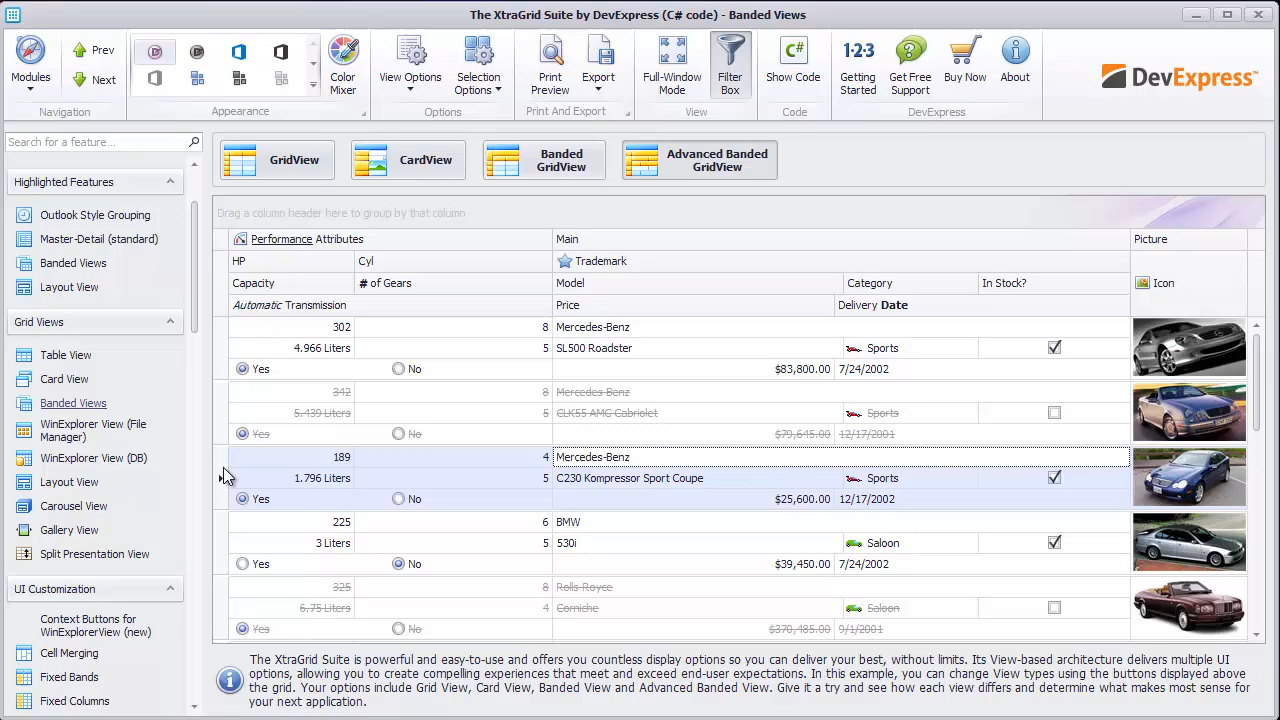 The XtraGrid Suite by DevExpress (C# code) - Banded Views
Modules
Prev
Next
Navigation
Appearance
Color
Mixer
View Options
Selection
Options
Options
Print
Preview
Export
Print And Export
Full-Window
Mode
Filter
Box
View
C#
Show Code
Code
1·2·3
Getting
Started
Get Free
Support
Buy Now
About
DevExpress
DevExpress™
Search for a feature...
Highlighted Features
Outlook Style Grouping
Master-Detail (standard)
Banded Views
Layout View
Grid Views
Table View
Card View
Banded Views
WinExplorer View (File
Manager)
WinExplorer View (DB)
Layout View
Carousel View
Gallery View
Split Presentation View
UI Customization
Context Buttons for
WinExplorerView (new)
Cell Merging
Fixed Bands
Fixed Columns
GridView
CardView
Banded
GridView
Advanced Banded
GridView
Drag a column header here to group by that column
Performance Attributes Main Picture
HP Cyl Trademark
Capacity # of Gears Model Category In Stock? Icon
Automatic Transmission Price Delivery Date
302 8 Mercedes-Benz
4.966 Liters 5 SL500 Roadster Sports
Yes No $83,800.00 7/24/2002
342 8 Mercedes-Benz
5.439 Liters 5 CLK55 AMG Cabriolet Sports
Yes No $79,645.00 12/17/2001
189 4 Mercedes-Benz
1.796 Liters 5 C230 Kompressor Sport Coupe Sports
Yes No $25,600.00 12/17/2002
225 6 BMW
3 Liters 5 530i Saloon
Yes No $39,450.00 7/24/2002
325 8 Rolls-Royce
6.75 Liters 4 Corniche Saloon
Yes No $370,485.00 9/1/2001
The XtraGrid Suite is powerful and easy-to-use and offers you countless display options so you can deliver your best, without limits. Its View-based architecture delivers multiple UI
options, allowing you to create compelling experiences that meet and exceed end-user expectations. In this example, you can change View types using the buttons displayed above
the grid. Your options include Grid View, Card View, Banded View and Advanced Banded View. Give it a try and see how each view differs and determine what makes most sense for
your next application.